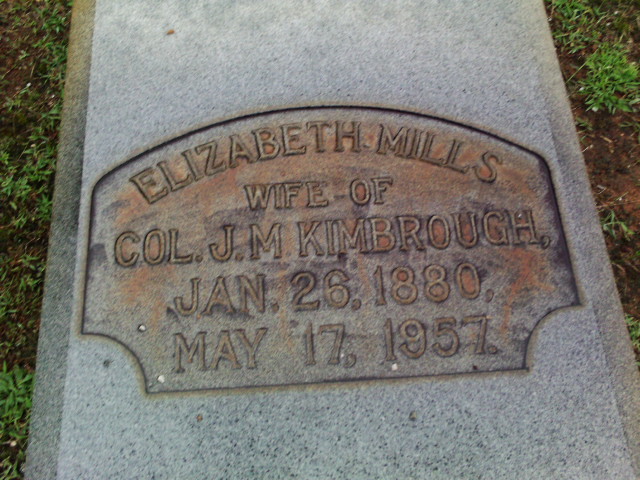 ELIZABETH MILLS
WIFE OF
COL. J. M KIMBROUGH,
JAN. 26, 1880,
MAY 17, 1957.